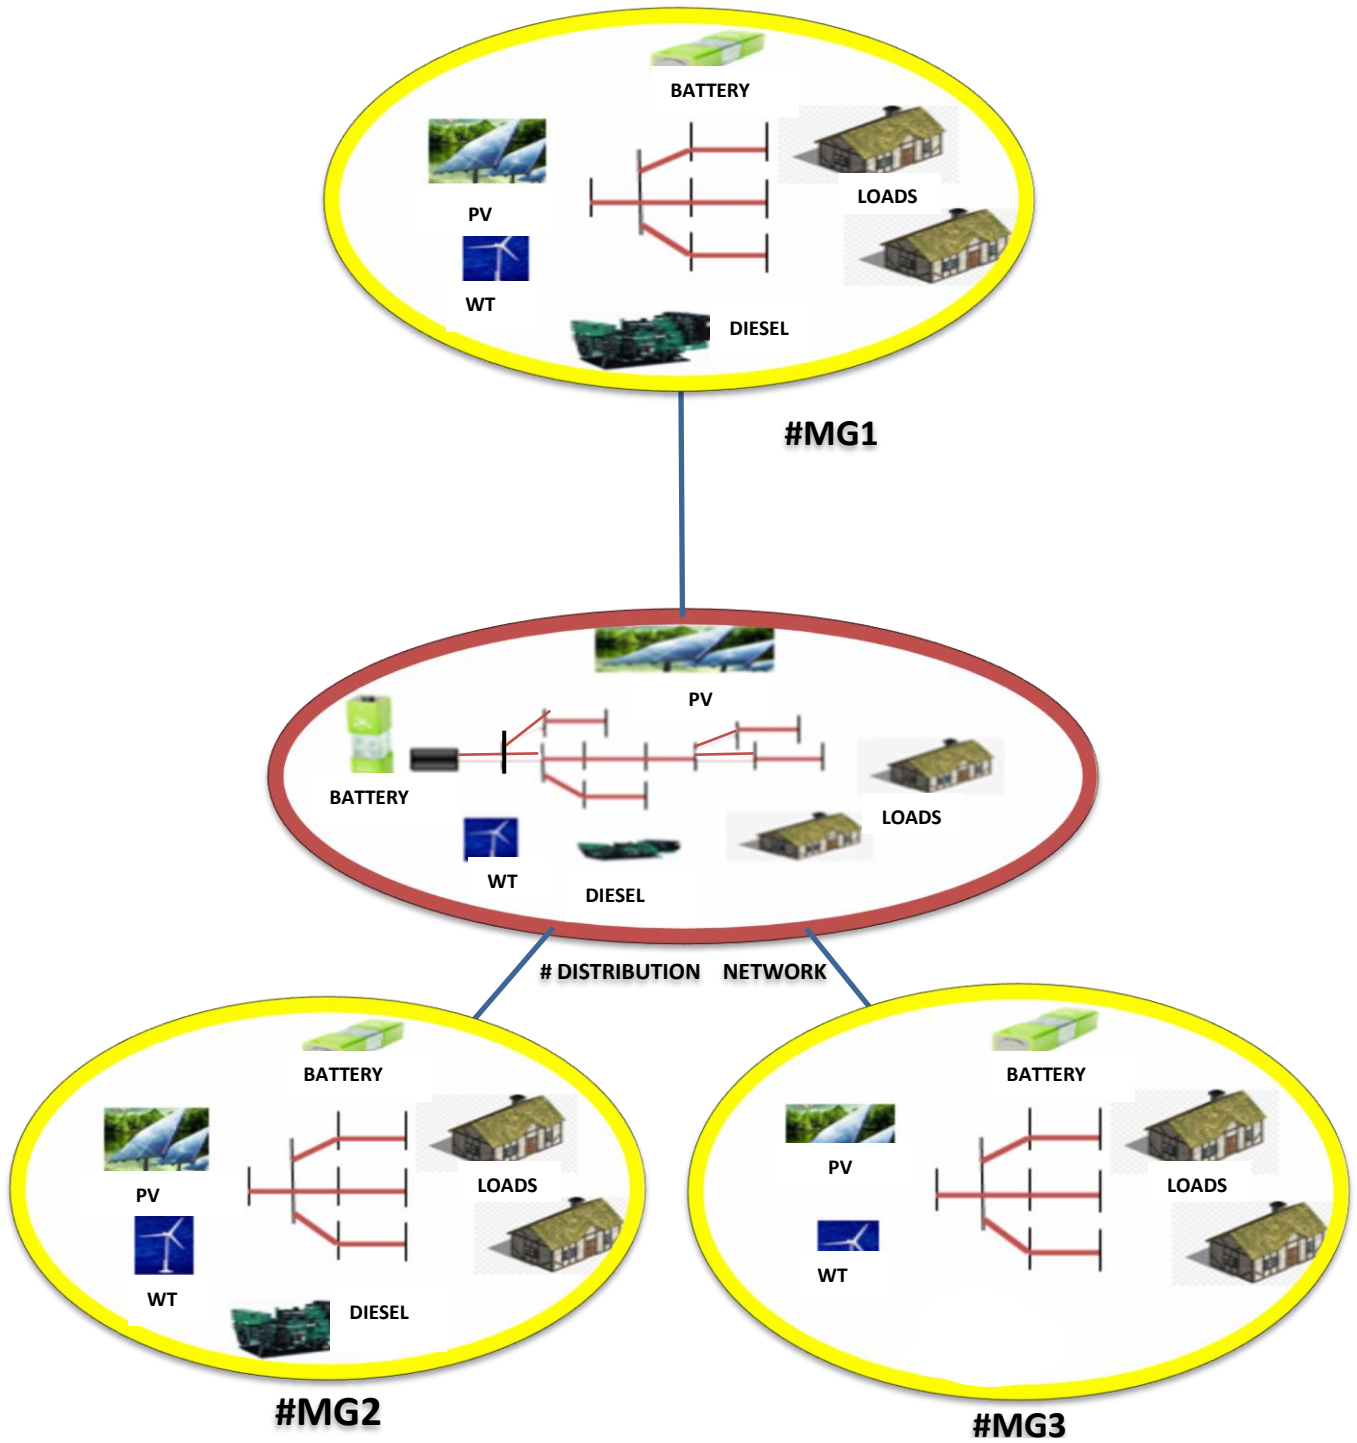 BATTERY
LOADS
PV
WT
DIESEL
#MG1
PV
BATTERY
LOADS
WT
DIESEL
# DISTRIBUTION NETWORK
BATTERY
PV
LOADS
WT
DIESEL
#MG2
BATTERY
PV
LOADS
WT
#MG3